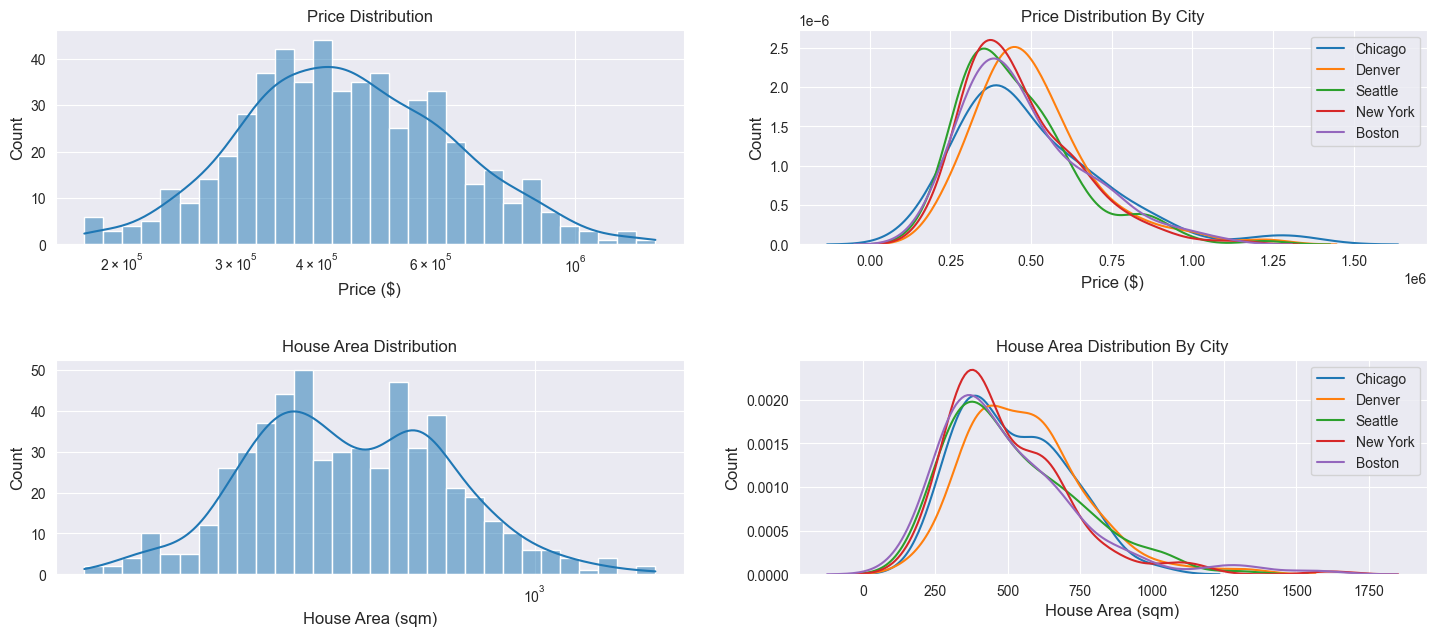 Price Distribution
Count
40
30
20
10
0
2 × 10⁵
3 × 10⁵
4 × 10⁵
6 × 10⁵
10⁶
Price ($)
Price Distribution By City
1e−6
Count
2.5
2.0
1.5
1.0
0.5
0.0
Chicago
Denver
Seattle
New York
Boston
0.00
0.25
0.50
0.75
1.00
1.25
1.50
1e6
Price ($)
House Area Distribution
Count
50
40
30
20
10
0
10³
House Area (sqm)
House Area Distribution By City
Count
0.0020
0.0015
0.0010
0.0005
0.0000
Chicago
Denver
Seattle
New York
Boston
0
250
500
750
1000
1250
1500
1750
House Area (sqm)